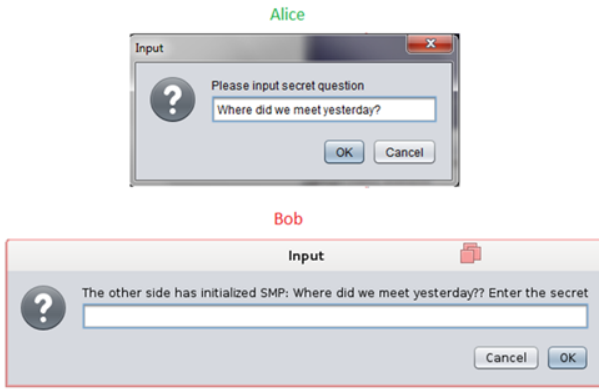 Alice
Input
Please input secret question
Where did we meet yesterday?
OK Cancel
Bob
Input
The other side has initialized SMP: Where did we meet yesterday?? Enter the secret
Cancel OK